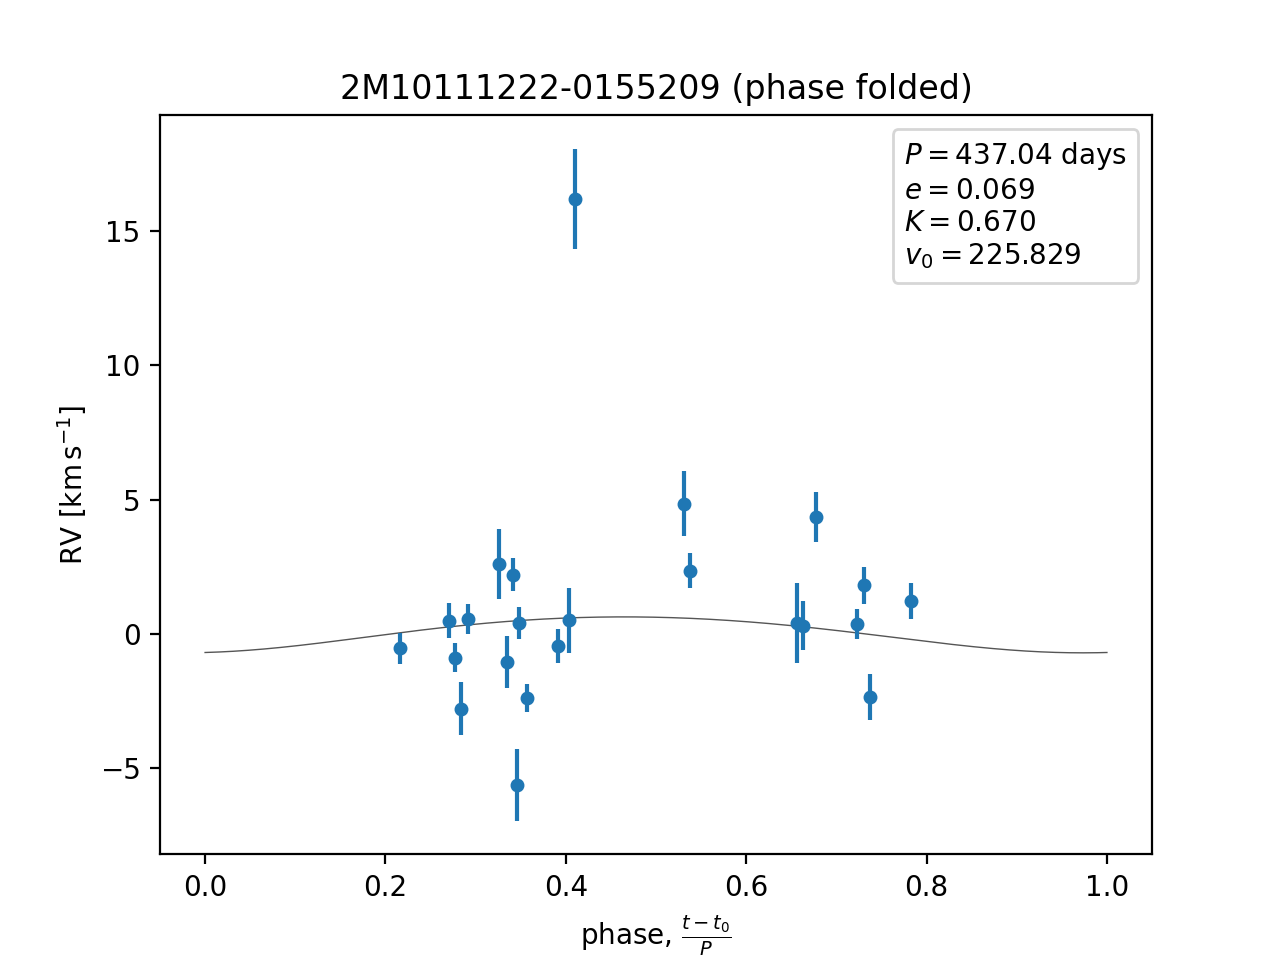 2M10111222-0155209 (phase folded)
P = 437.04 days
e = 0.069
K = 0.670
v₀ = 225.829
15
10
5
0
−5
RV [km s⁻¹]
0.0 0.2 0.4 0.6 0.8 1.0
phase, (t − t₀)/P